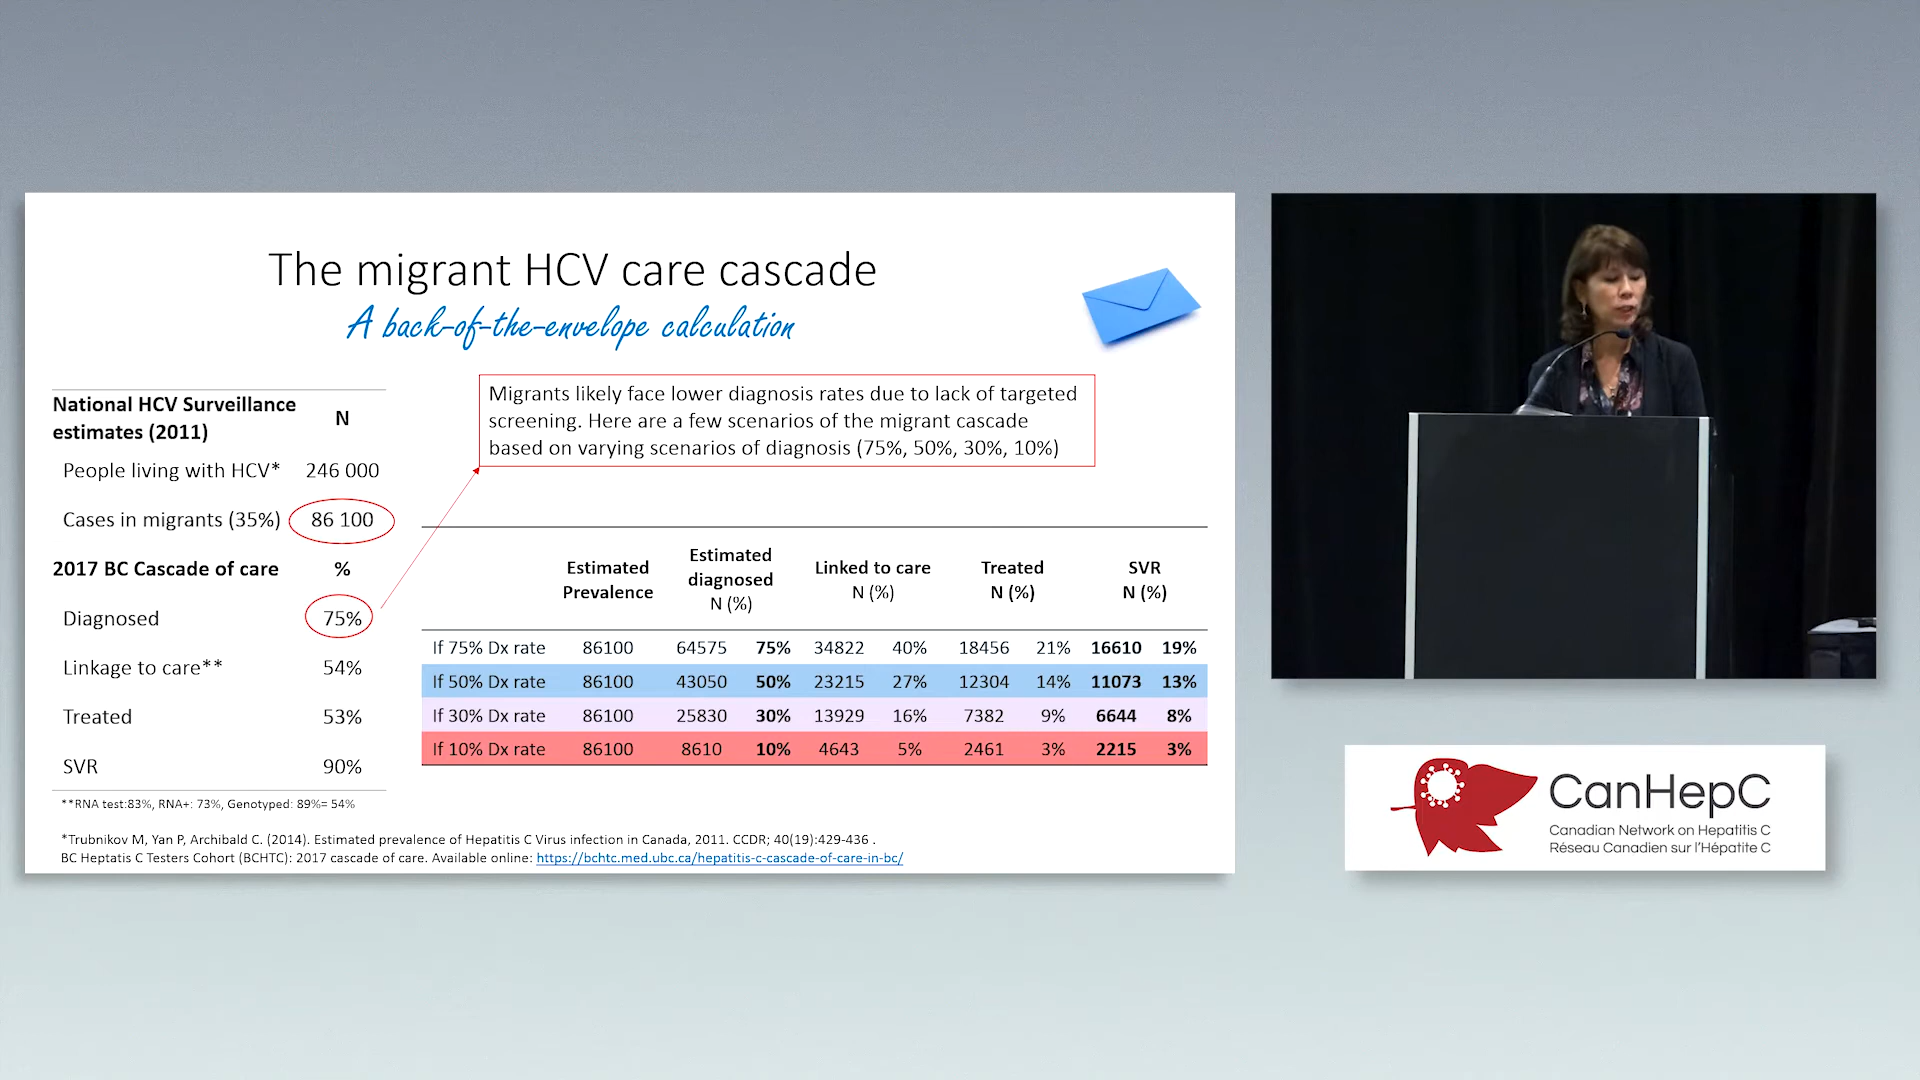 The migrant HCV care cascade
A back-of-the-envelope calculation
National HCV Surveillance
estimates (2011) N
People living with HCV* 246 000
Cases in migrants (35%) 86 100
2017 BC Cascade of care %
Diagnosed 75%
Linkage to care** 54%
Treated 53%
SVR 90%
**RNA test:83%, RNA+: 73%, Genotyped: 89%= 54%
Migrants likely face lower diagnosis rates due to lack of targeted
screening. Here are a few scenarios of the migrant cascade
based on varying scenarios of diagnosis (75%, 50%, 30%, 10%)
Estimated Prevalence Estimated diagnosed N (%) Linked to care N (%) Treated N (%) SVR N (%)
If 75% Dx rate 86100 64575 75% 34822 40% 18456 21% 16610 19%
If 50% Dx rate 86100 43050 50% 23215 27% 12304 14% 11073 13%
If 30% Dx rate 86100 25830 30% 13929 16% 7382 9% 6644 8%
If 10% Dx rate 86100 8610 10% 4643 5% 2461 3% 2215 3%
*Trubnikov M, Yan P, Archibald C. (2014). Estimated prevalence of Hepatitis C Virus infection in Canada, 2011. CCDR; 40(19):429-436 .
BC Heptatis C Testers Cohort (BCHTC): 2017 cascade of care. Available online: https://bchtc.med.ubc.ca/hepatitis-c-cascade-of-care-in-bc/
CanHepC
Canadian Network on Hepatitis C
Réseau Canadien sur l'Hépatite C